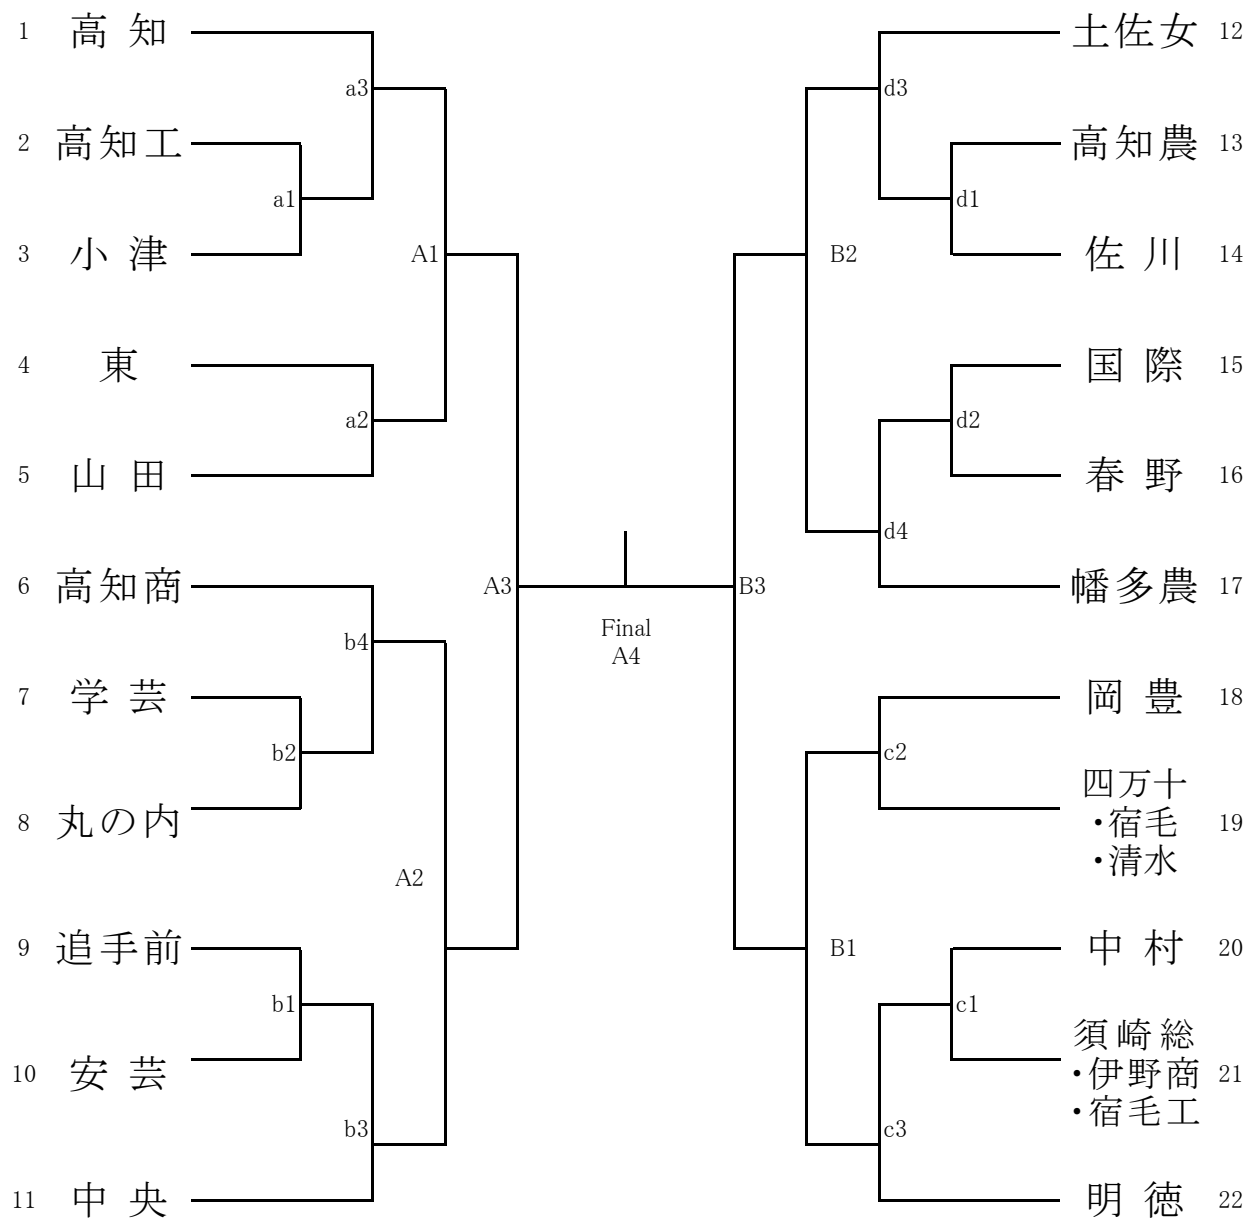 1 高 知
2 高知工
3 小 津
4 東
5 山 田
6 高知商
7 学 芸
8 丸の内
9 追手前
10 安 芸
11 中 央
a3
a1
A1
a2
b4
b2
A2
b1
b3
A3
Final
A4
B3
B2
B1
d3
d1
d2
d4
c2
c1
c3
土佐女 12
高知農 13
佐 川 14
国 際 15
春 野 16
幡多農 17
岡 豊 18
四万十
・宿毛 19
・清水
中 村 20
須崎総
・伊野商 21
・宿毛工
明 徳 22